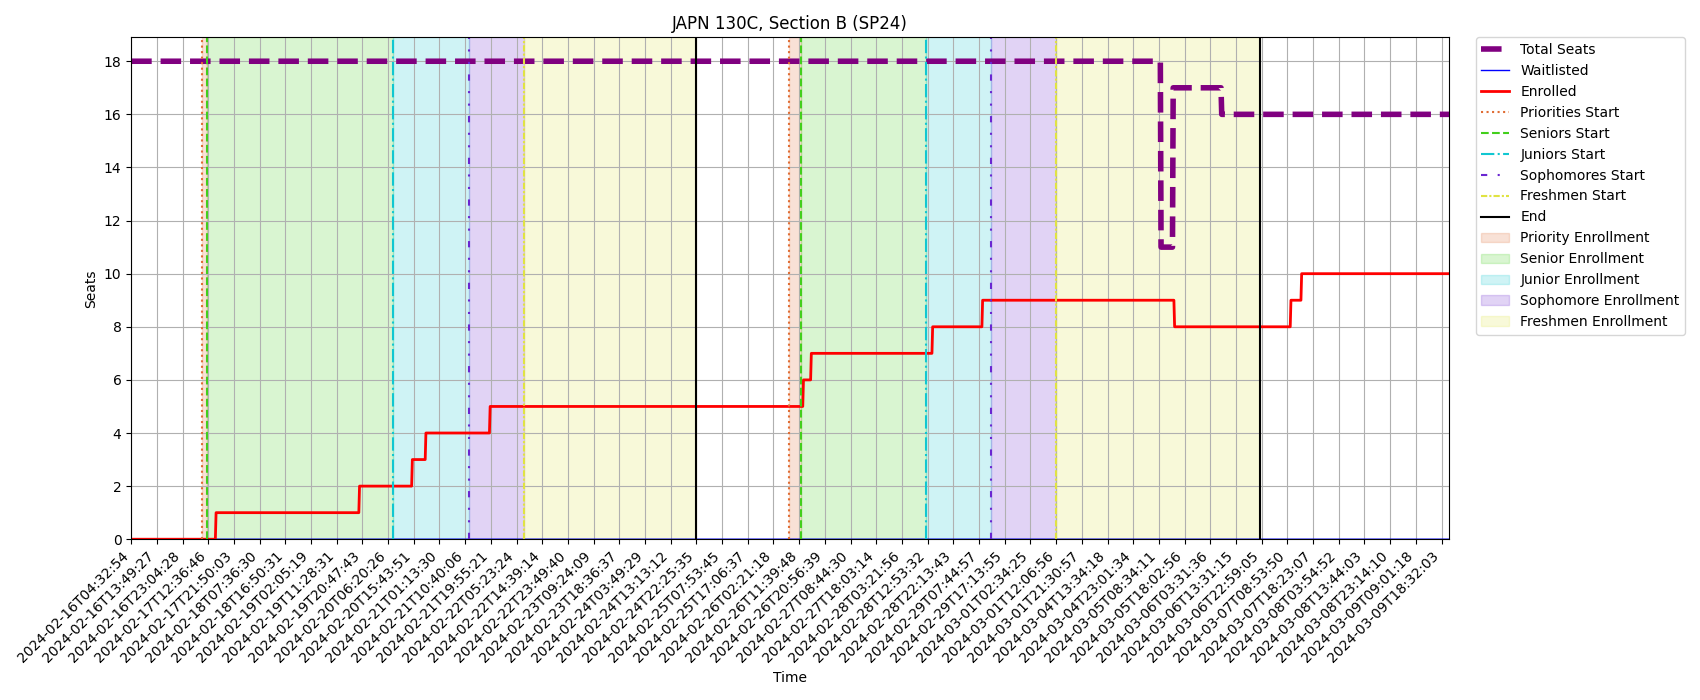 JAPN 130C, Section B (SP24)
Seats
18
16
14
12
10
8
6
4
2
0
2024-02-16T04:32:54
2024-02-16T13:49:27
2024-02-16T23:04:28
2024-02-17T12:36:46
2024-02-17T21:50:03
2024-02-18T07:36:30
2024-02-18T16:50:31
2024-02-19T02:05:19
2024-02-19T11:28:31
2024-02-19T20:47:43
2024-02-20T06:20:26
2024-02-20T15:43:51
2024-02-21T01:13:30
2024-02-21T10:40:06
2024-02-21T19:55:21
2024-02-22T05:23:24
2024-02-22T14:39:14
2024-02-22T23:49:40
2024-02-23T09:24:09
2024-02-23T18:36:37
2024-02-24T03:49:29
2024-02-24T13:13:12
2024-02-24T22:25:35
2024-02-25T07:53:45
2024-02-25T17:06:37
2024-02-26T02:21:18
2024-02-26T11:39:48
2024-02-26T20:56:39
2024-02-27T08:44:30
2024-02-27T18:03:14
2024-02-28T03:21:56
2024-02-28T12:53:32
2024-02-28T22:13:43
2024-02-29T07:44:57
2024-02-29T17:13:55
2024-03-01T02:34:25
2024-03-01T12:06:56
2024-03-01T21:30:57
2024-03-04T13:34:18
2024-03-04T23:01:34
2024-03-05T08:34:11
2024-03-05T18:02:56
2024-03-06T03:31:36
2024-03-06T13:31:15
2024-03-06T22:59:05
2024-03-07T08:53:50
2024-03-07T18:23:07
2024-03-08T03:54:52
2024-03-08T13:44:03
2024-03-08T23:14:10
2024-03-09T09:01:18
2024-03-09T18:32:03
Time
Total Seats
Waitlisted
Enrolled
Priorities Start
Seniors Start
Juniors Start
Sophomores Start
Freshmen Start
End
Priority Enrollment
Senior Enrollment
Junior Enrollment
Sophomore Enrollment
Freshmen Enrollment